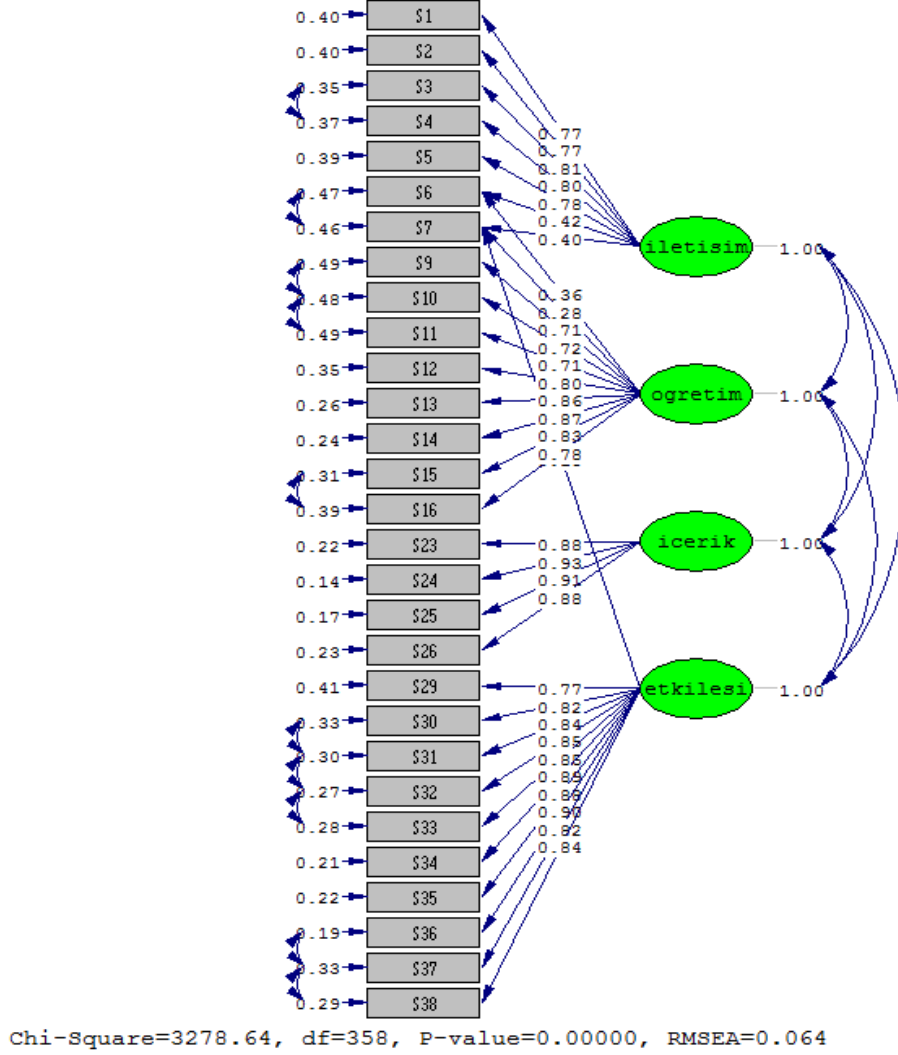 0.40 S1
0.40 S2
0.35 S3
0.37 S4
0.39 S5
0.47 S6
0.46 S7
0.49 S9
0.48 S10
0.49 S11
0.35 S12
0.26 S13
0.24 S14
0.31 S15
0.39 S16
0.22 S23
0.14 S24
0.17 S25
0.23 S26
0.41 S29
0.33 S30
0.30 S31
0.27 S32
0.28 S33
0.21 S34
0.22 S35
0.19 S36
0.33 S37
0.29 S38
0.77
0.77
0.81
0.80
0.78
0.42
0.40
0.36
0.28
0.71
0.72
0.71
0.80
0.86
0.87
0.83
0.78
0.88
0.93
0.91
0.88
0.77
0.82
0.84
0.85
0.85
0.89
0.88
0.90
0.82
0.84
iletisim 1.00
ogretim 1.00
icerik 1.00
etkilesi 1.00
Chi-Square=3278.64, df=358, P-value=0.00000, RMSEA=0.064